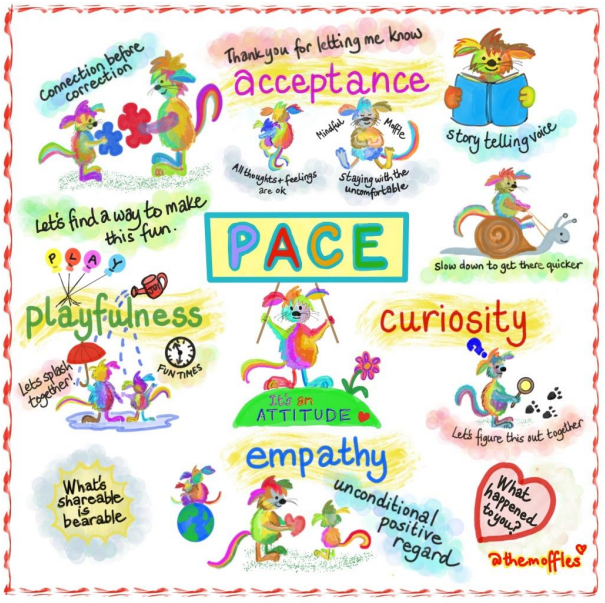 Connection before
correction
Thank you for letting me know
acceptance
Mindful Moffle
All thoughts + feelings
are ok
Staying with the
uncomfortable
story telling voice
Let's find a way to make
this fun.
PACE
Slow down to get there quicker
PLAY
JOY
playfulness
FUN TIMES
Lets splash
together!
curiosity
?
Let's figure this out together
It's an
ATTITUDE
empathy
What's
shareable
is
bearable
unconditional
positive
regard
What
happened
to you?
@themoffles